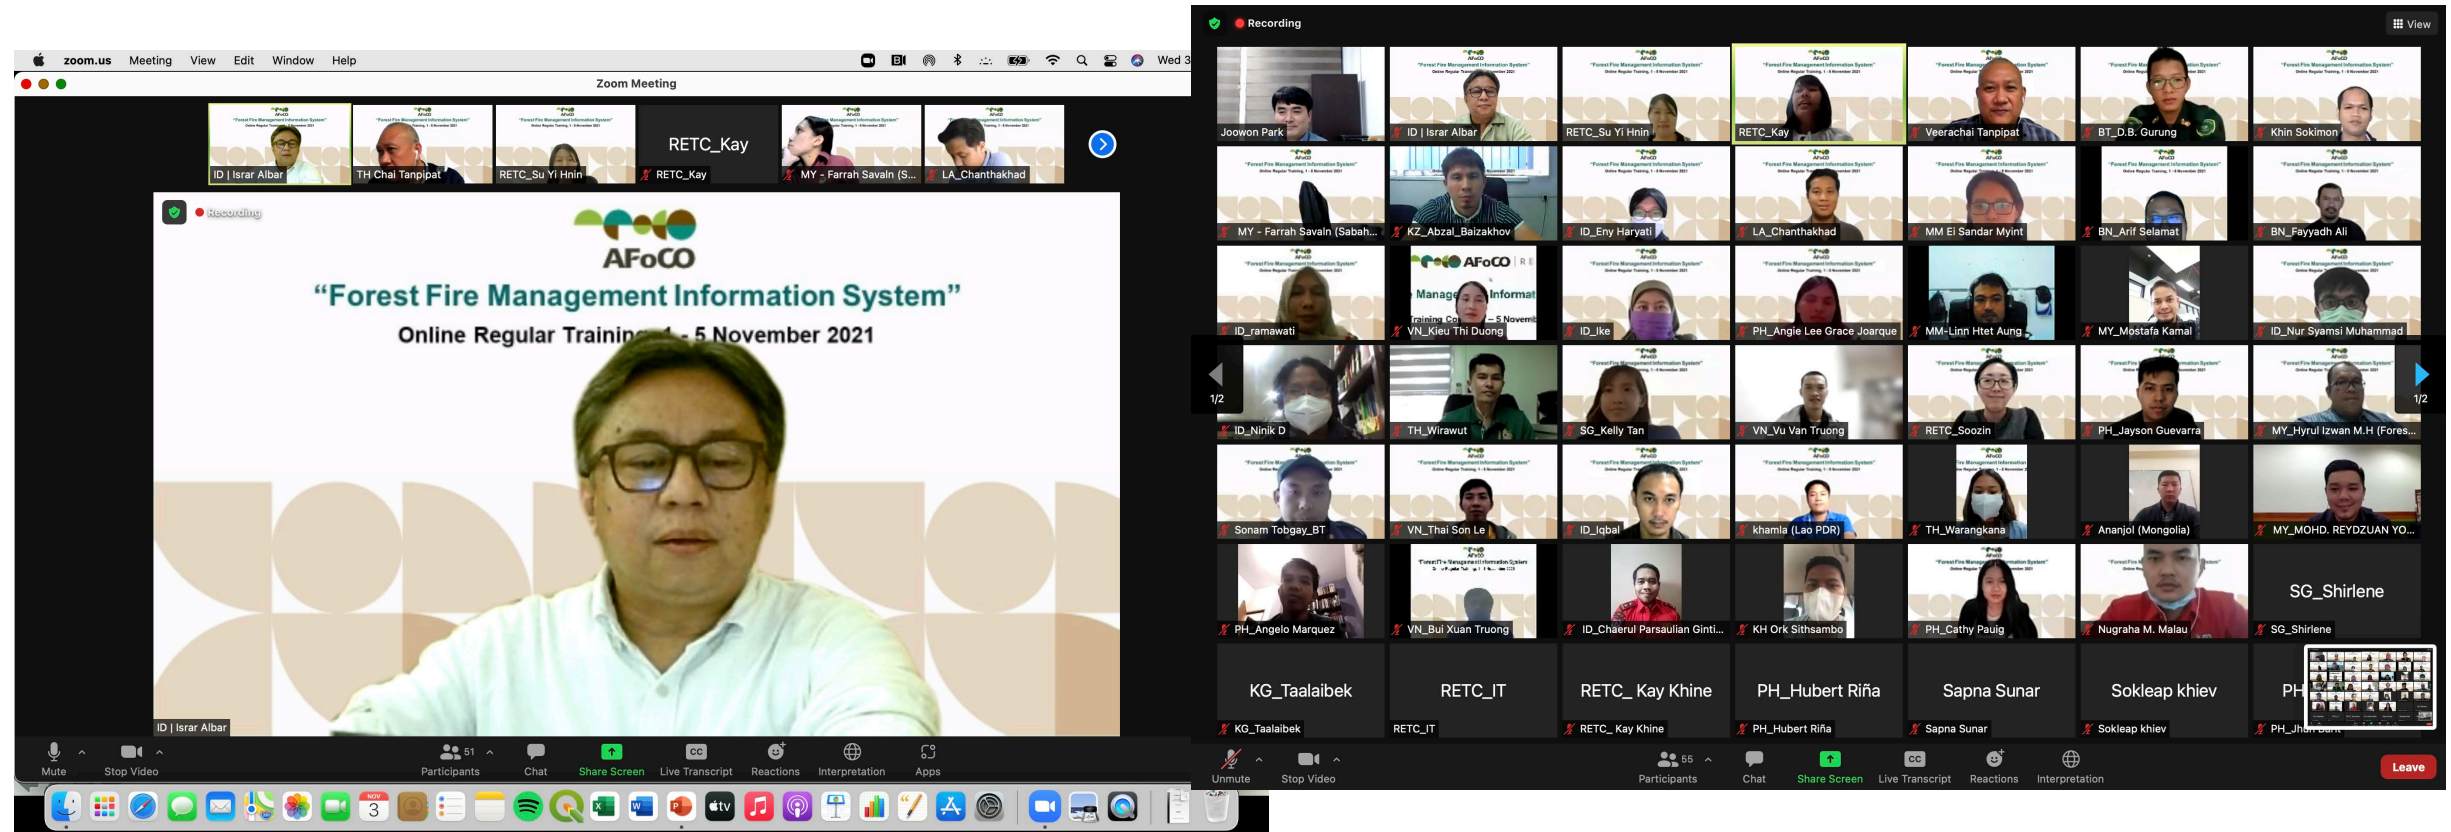 zoom.us Meeting View Edit Window Help
Wed 3
Zoom Meeting
ID | Israr Albar
TH Chai Tanpipat
RETC_Su Yi Hnin
RETC_Kay
RETC_Kay
MY - Farrah Savaln (S...
LA_Chanthakhad
Recording
AFoCO
“Forest Fire Management Information System”
Online Regular Training, 1 - 5 November 2021
ID | Israr Albar
Mute
Stop Video
51
Participants
Chat
Share Screen
CC
Live Transcript
Reactions
Interpretation
Apps
NOV
3
tv
Recording
View
Joowon Park
ID | Israr Albar
RETC_Su Yi Hnin
RETC_Kay
Veerachai Tanpipat
BT_D.B. Gurung
Khin Sokimon
MY - Farrah Savaln (Sabah...
KZ_Abzal_Baizakhov
ID_Eny Haryati
LA_Chanthakhad
MM Ei Sandar Myint
BN_Arif Selamat
BN_Fayyadh Ali
ID_ramawati
VN_Kieu Thi Duong
ID_Ike
PH_Angie Lee Grace Joarque
MM-Linn Htet Aung
MY_Mostafa Kamal
ID_Nur Syamsi Muhammad
1/2
1/2
ID_Ninik D
TH_Wirawut
SG_Kelly Tan
VN_Vu Van Truong
RETC_Soozin
PH_Jayson Guevarra
MY_Hyrul Izwan M.H (Fores...
Sonam Tobgay_BT
VN_Thai Son Le
ID_Iqbal
khamla (Lao PDR)
TH_Warangkana
Ananjol (Mongolia)
MY_MOHD. REYDZUAN YO...
PH_Angelo Marquez
VN_Bui Xuan Truong
ID_Chaerul Parsaulian Ginti...
KH Ork Sithsambo
PH_Cathy Pauig
Nugraha M. Malau
SG_Shirlene
SG_Shirlene
KG_Taalaibek
RETC_IT
RETC_ Kay Khine
PH_Hubert Riña
Sapna Sunar
Sokleap khiev
PH
KG_Taalaibek
RETC_IT
RETC_ Kay Khine
PH_Hubert Riña
Sapna Sunar
Sokleap khiev
Unmute
Stop Video
55
Participants
Chat
Share Screen
CC
Live Transcript
Reactions
Interpretation
Leave